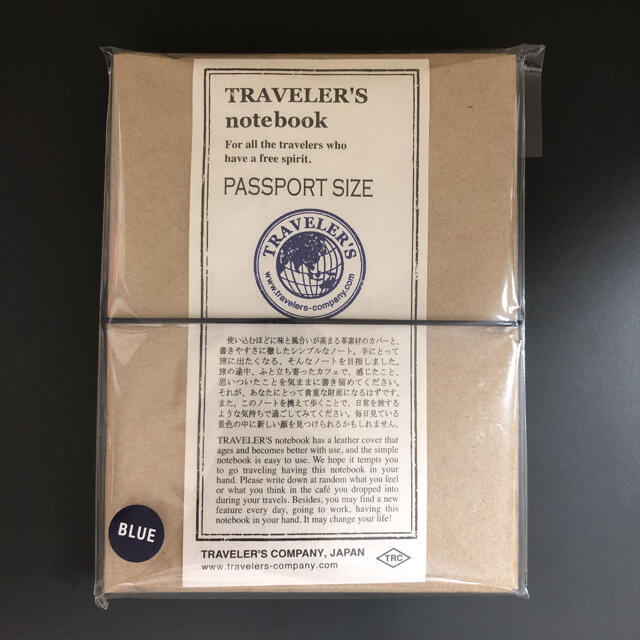 TRAVELER'S
notebook
For all the travelers who
have a free spirit.
PASSPORT SIZE
TRAVELER'S
www.travelers-company.com
使い込むほどに味と風合いが高まる革素材のカバーと、
書きやすさに徹したシンプルなノート。手にとって
旅に出たくなる、そんなノートを目指しました。
旅の途中、ふと立ち寄ったカフェで、感じたこと、
思いついたことを気ままに書き留めてください。
それが、あなたにとって貴重な財産になるはずです。
また、このノートを携えて歩くことで、日常を旅する
ような気持ちで過ごしてみてください。毎日見ている
景色の中に新しい顔を見つけられるかもしれません。
TRAVELER'S notebook has a leather cover that
ages and becomes better with use, and the simple
notebook is easy to use. We hope it tempts you
to go traveling having this notebook in your
hand. Please write down at random what you feel
or what you think in the café you dropped into
during your travels. Besides, you may find a new
feature every day, going to work, having this
notebook in your hand. It may change your life!
BLUE
TRAVELER'S COMPANY, JAPAN
www.travelers-company.com
TRC